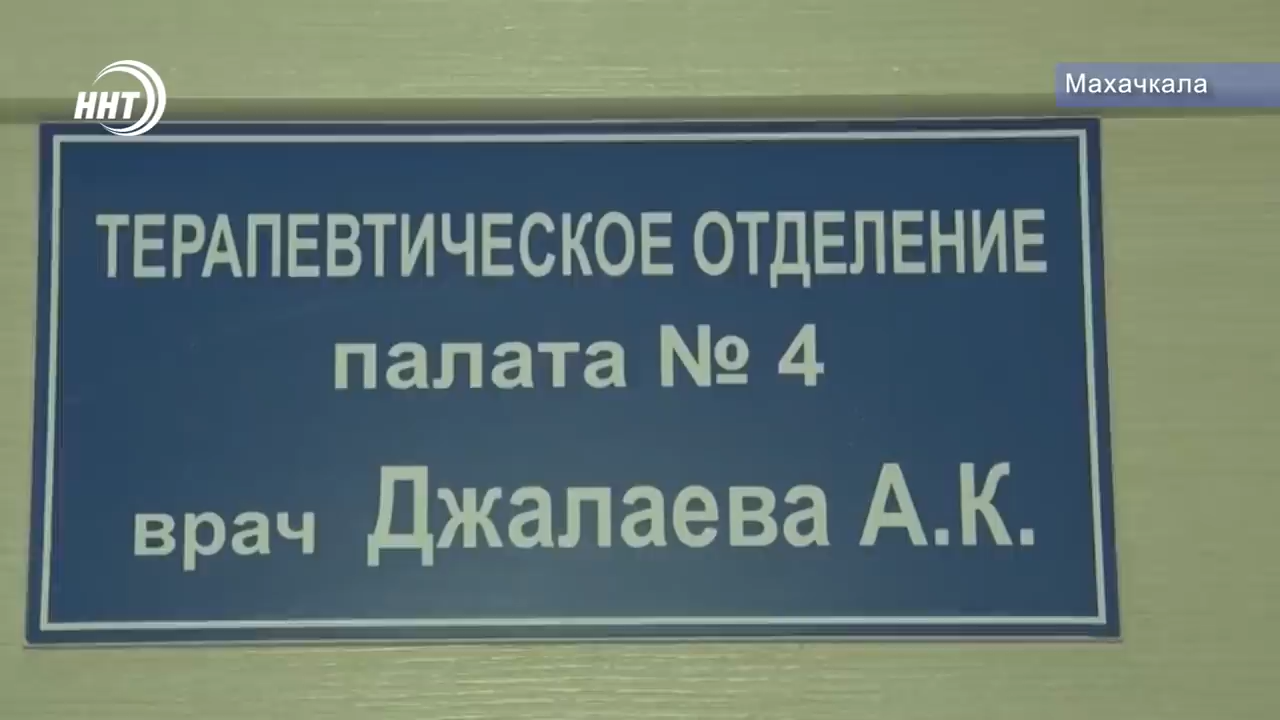 ННТ
Махачкала
ТЕРАПЕВТИЧЕСКОЕ ОТДЕЛЕНИЕ
палата № 4
врач Джалаева А.К.